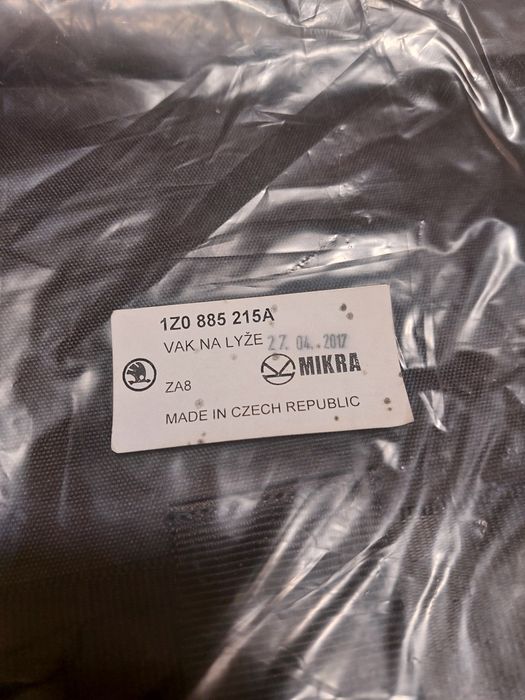 1Z0 885 215A
VAK NA LYŽE 27. 04. 2017
MIKRA
ZA8
MADE IN CZECH REPUBLIC